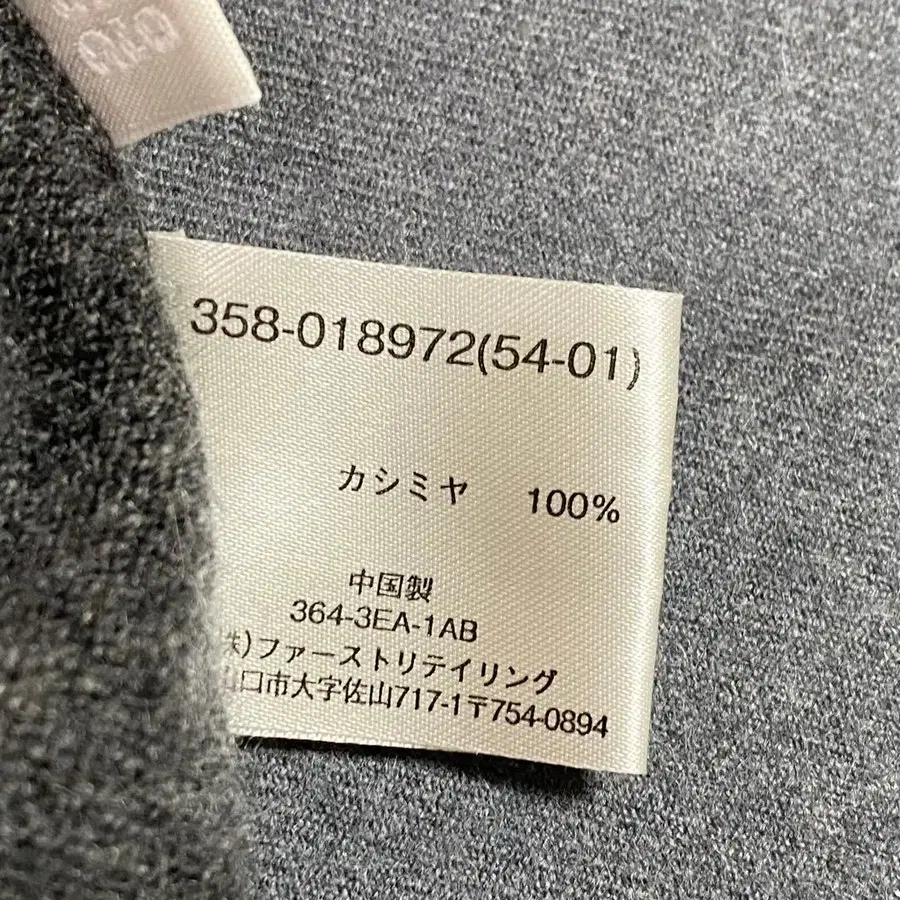 358-018972(54-01)
カシミヤ 100%
中国製
364-3EA-1AB
株)ファーストリテイリング
山口市大字佐山717-1〒754-0894